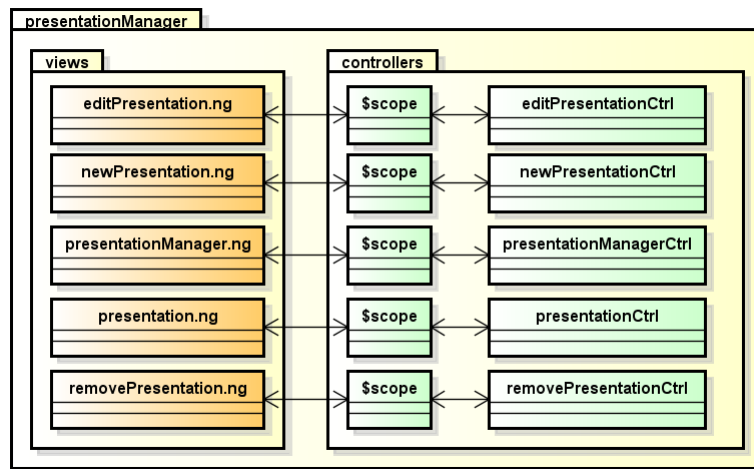 presentationManager
views
controllers
editPresentation.ng $scope editPresentationCtrl
newPresentation.ng $scope newPresentationCtrl
presentationManager.ng $scope presentationManagerCtrl
presentation.ng $scope presentationCtrl
removePresentation.ng $scope removePresentationCtrl